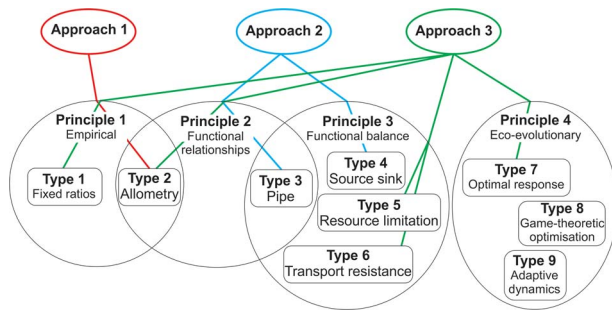 Approach 1
Approach 2
Approach 3
Principle 1
Empirical
Principle 2
Functional
relationships
Principle 3
Functional balance
Principle 4
Eco-evolutionary
Type 1
Fixed ratios
Type 2
Allometry
Type 3
Pipe
Type 4
Source sink
Type 5
Resource limitation
Type 6
Transport resistance
Type 7
Optimal response
Type 8
Game-theoretic
optimisation
Type 9
Adaptive
dynamics